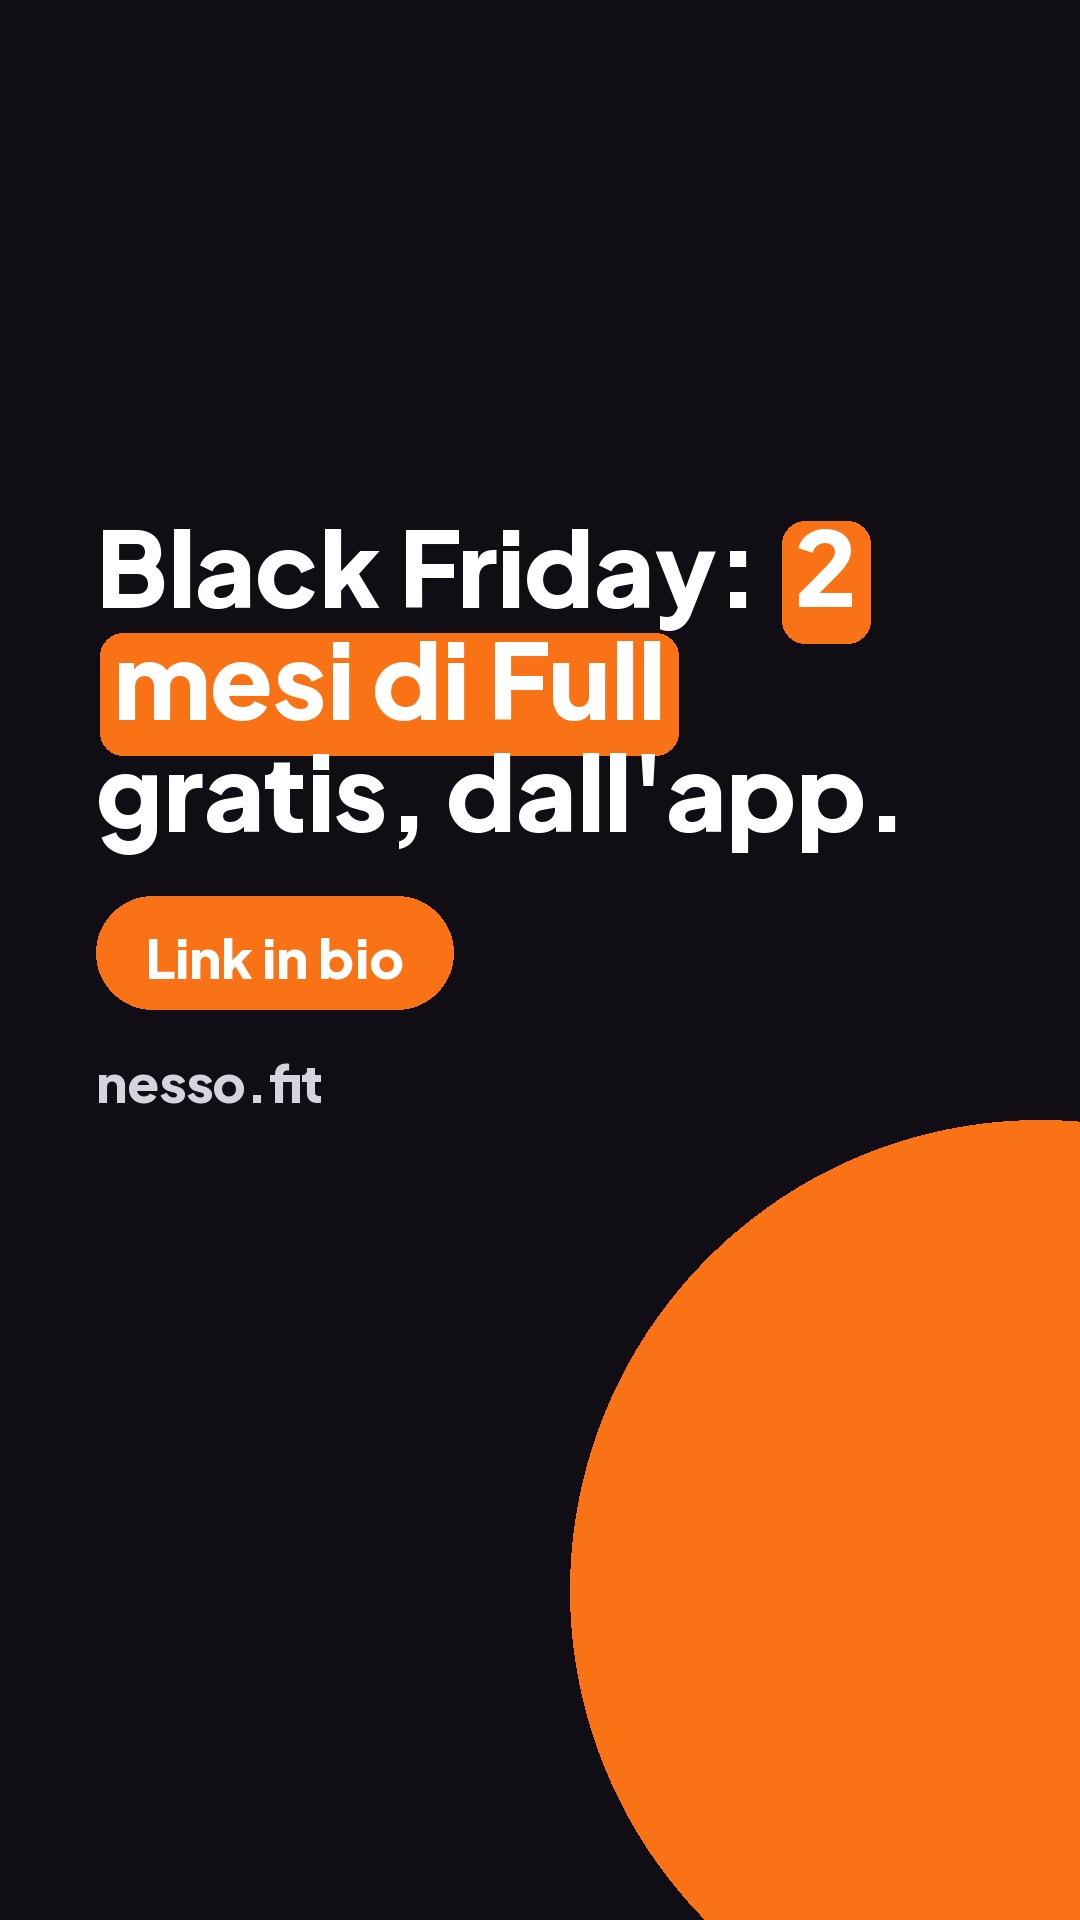 Black Friday: 2
mesi di Full
gratis, dall'app.
Link in bio
nesso.fit